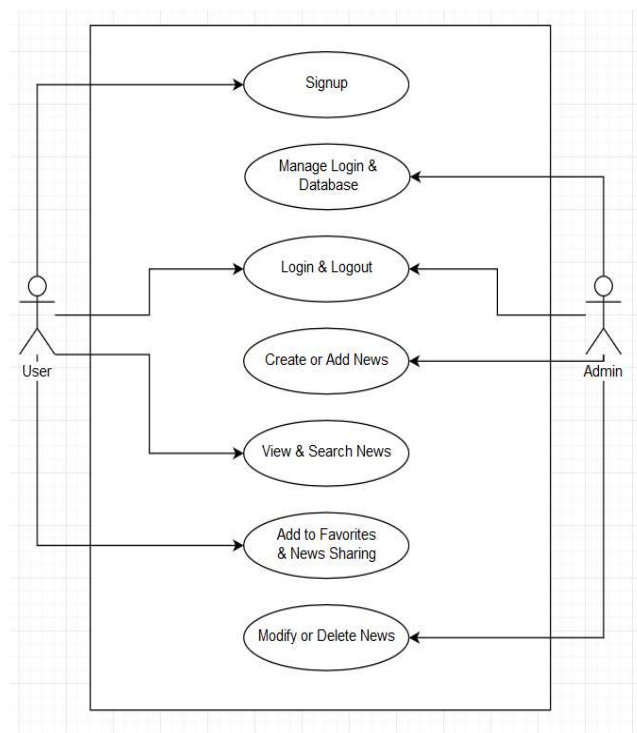 Signup
Manage Login &
Database
Login & Logout
Create or Add News
User
Admin
View & Search News
Add to Favorites
& News Sharing
Modify or Delete News